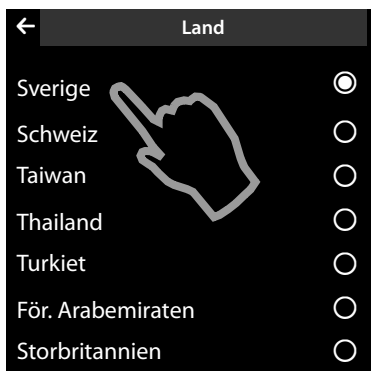 Land
Sverige
Schweiz
Taiwan
Thailand
Turkiet
För. Arabemiraten
Storbritannien